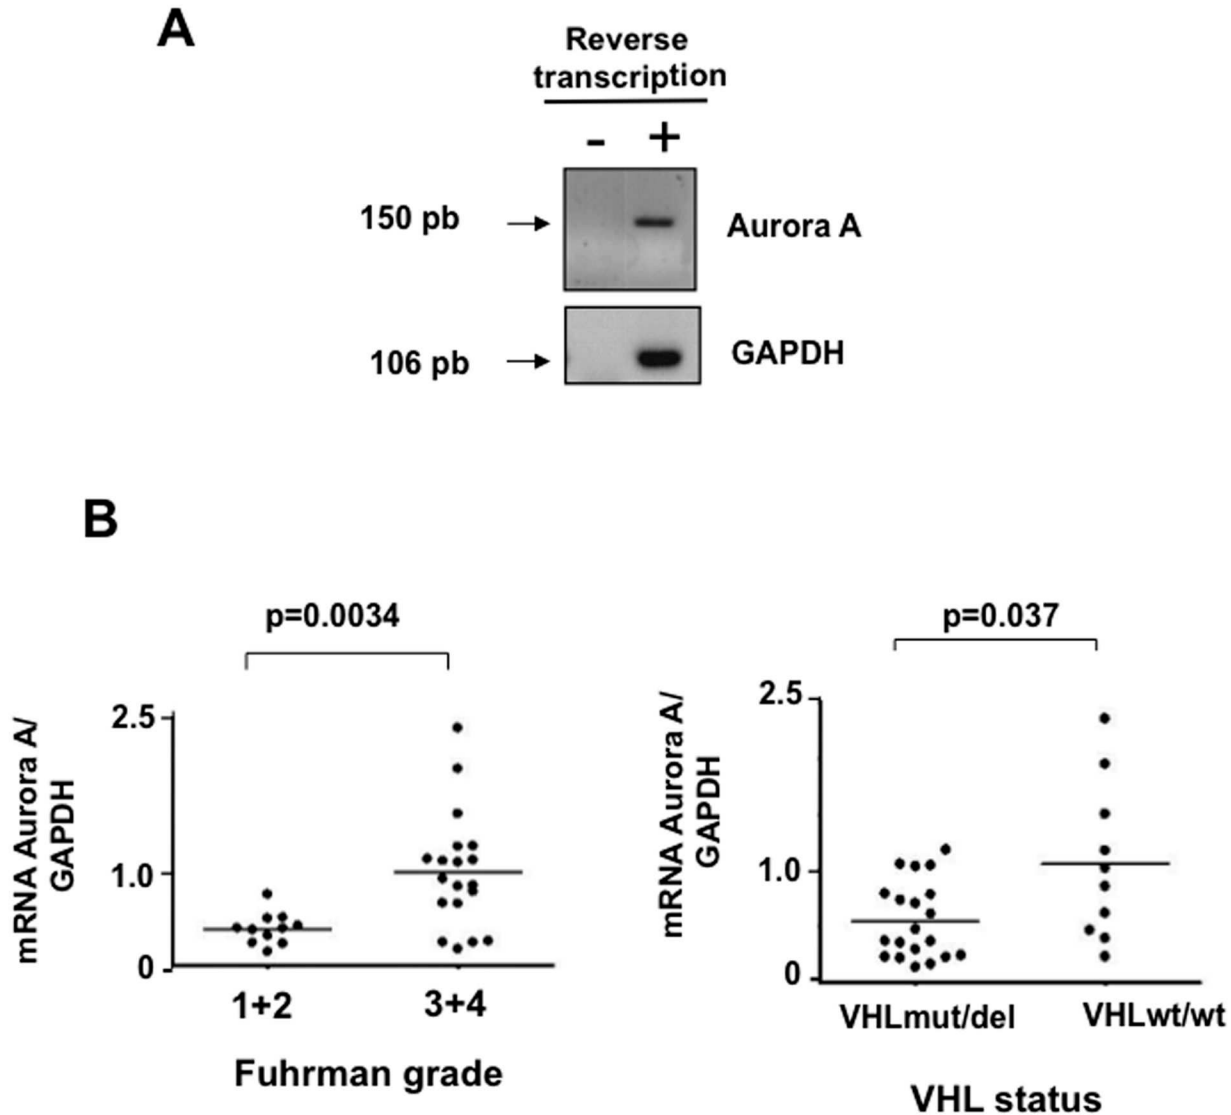 A
Reverse
transcription
- +
150 pb
Aurora A
106 pb
GAPDH
B
p=0.0034
2.5
1.0
0
mRNA Aurora A/
GAPDH
1+2
3+4
Fuhrman grade
p=0.037
2.5
1.0
0
mRNA Aurora A/
GAPDH
VHLmut/del
VHLwt/wt
VHL status